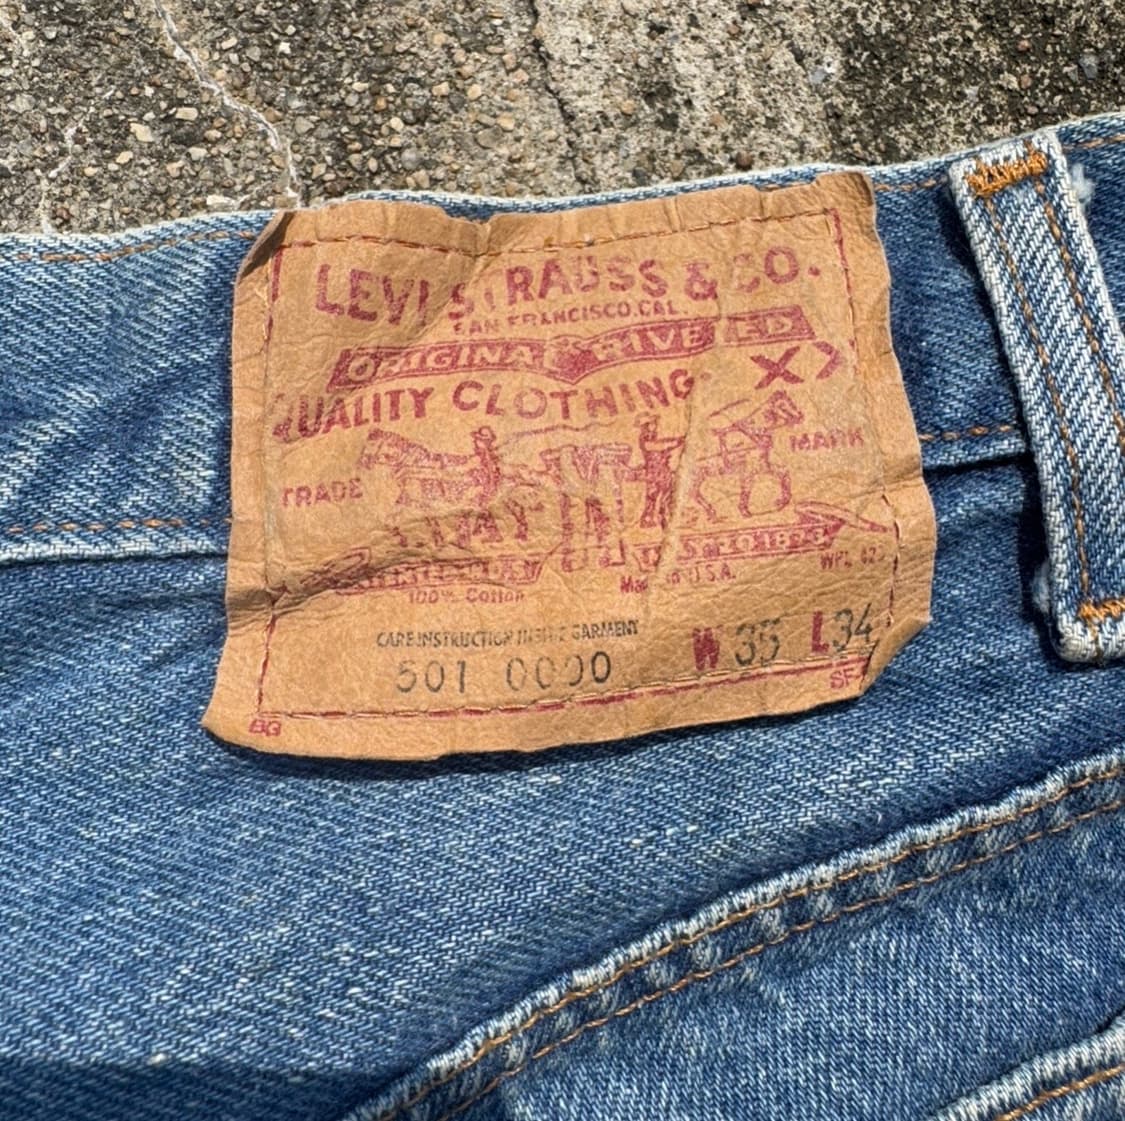 LEVI STRAUSS & CO.
SAN FRANCISCO.CAL.
ORIGINAL RIVETED
QUALITY CLOTHING XX
TRADE MARK
100% Cotton Made in U.S.A. WPL 423
CARE INSTRUCTION INSIDE GARMENT
501 0000 W 35 L 34
BG SF